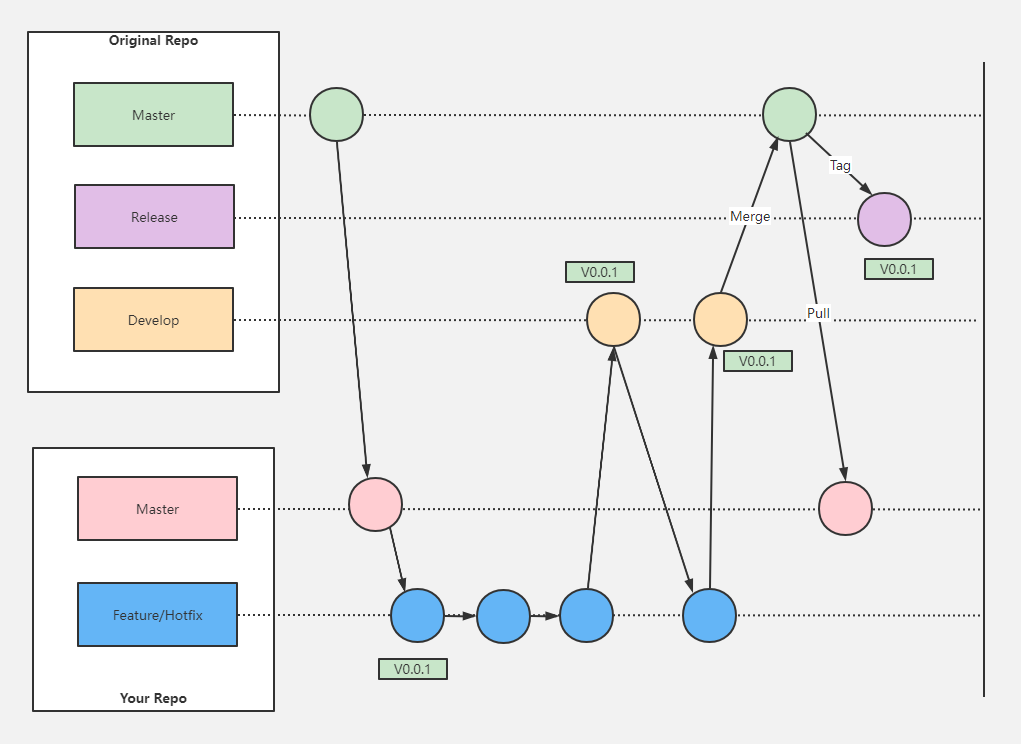 Original Repo
Master
Release
Develop
Tag
Merge
V0.0.1
V0.0.1
Pull
V0.0.1
Master
Feature/Hotfix
V0.0.1
Your Repo